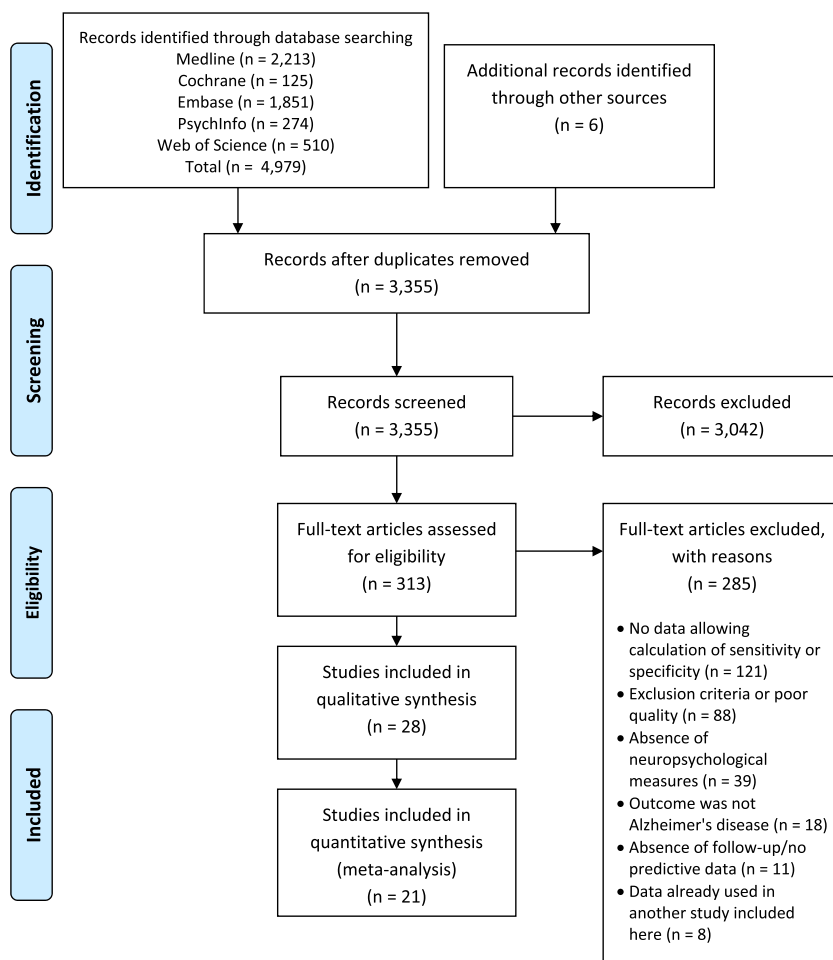 Identification
Records identified through database searching
Medline (n = 2,213)
Cochrane (n = 125)
Embase (n = 1,851)
PsychInfo (n = 274)
Web of Science (n = 510)
Total (n =  4,979)
Additional records identified
through other sources
(n = 6)
Records after duplicates removed
(n = 3,355)
Screening
Records screened
(n = 3,355)
Records excluded
(n = 3,042)
Eligibility
Full-text articles assessed
for eligibility
(n = 313)
Full-text articles excluded,
with reasons
(n = 285)
• No data allowing
calculation of sensitivity or
specificity (n = 121)
• Exclusion criteria or poor
quality (n = 88)
• Absence of
neuropsychological
measures (n = 39)
• Outcome was not
Alzheimer's disease (n = 18)
• Absence of follow-up/no
predictive data (n = 11)
• Data already used in
another study included
here (n = 8)
Studies included in
qualitative synthesis
(n = 28)
Included
Studies included in
quantitative synthesis
(meta-analysis)
(n = 21)